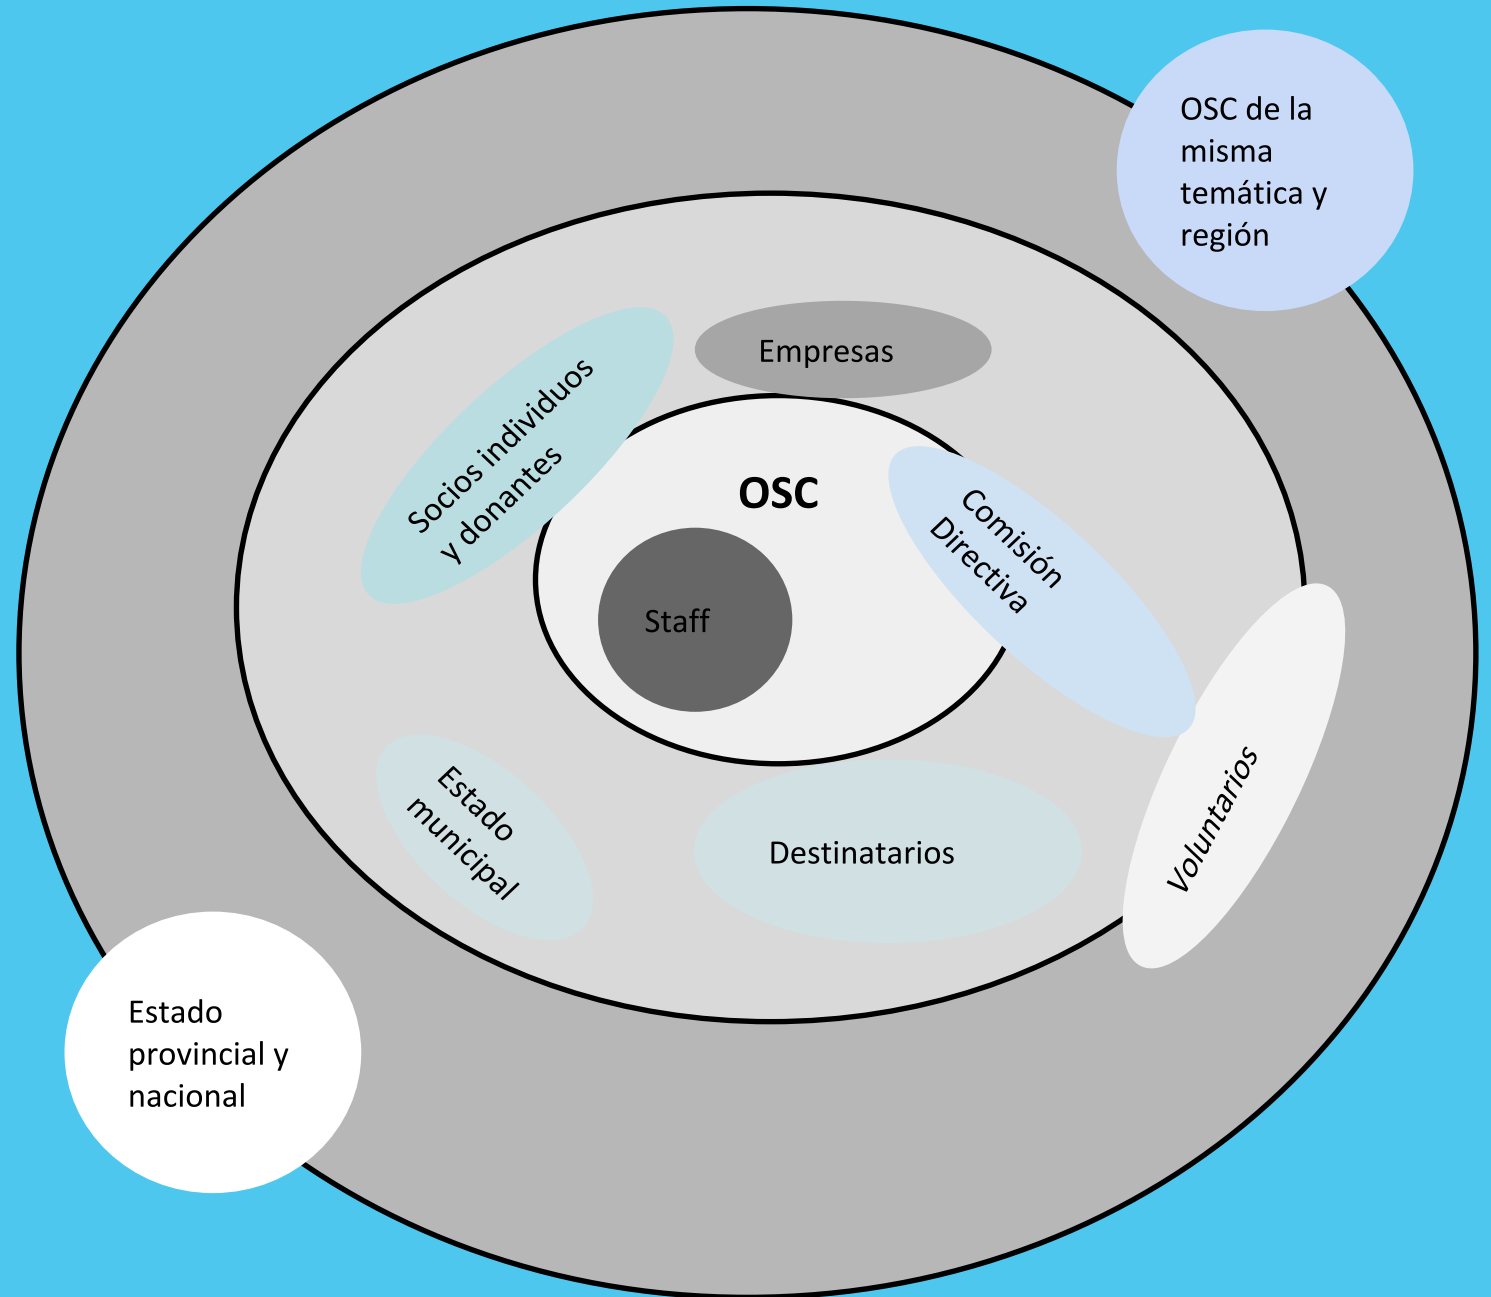 OSC de la
misma
temática y
región
Empresas
Socios individuos
y donantes
OSC
Comisión
Directiva
Staff
Voluntarios
Estado
municipal
Destinatarios
Estado
provincial y
nacional